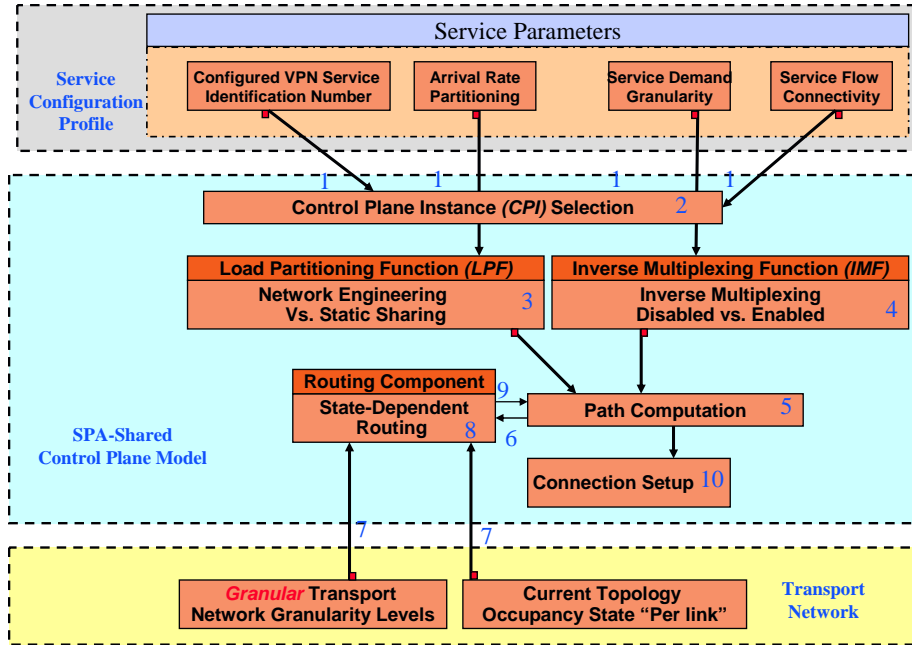 Service Parameters
Service
Configuration
Profile
Configured VPN Service
Identification Number
Arrival Rate
Partitioning
Service Demand
Granularity
Service Flow
Connectivity
1
1
1
1
Control Plane Instance (CPI) Selection
2
Load Partitioning Function (LPF)
Network Engineering
Vs. Static Sharing
3
Inverse Multiplexing Function (IMF)
Inverse Multiplexing
Disabled vs. Enabled
4
Routing Component
State-Dependent
Routing
8
9
6
Path Computation
5
Connection Setup
10
SPA-Shared
Control Plane Model
7
7
Granular Transport
Network Granularity Levels
Current Topology
Occupancy State “Per link”
Transport
Network